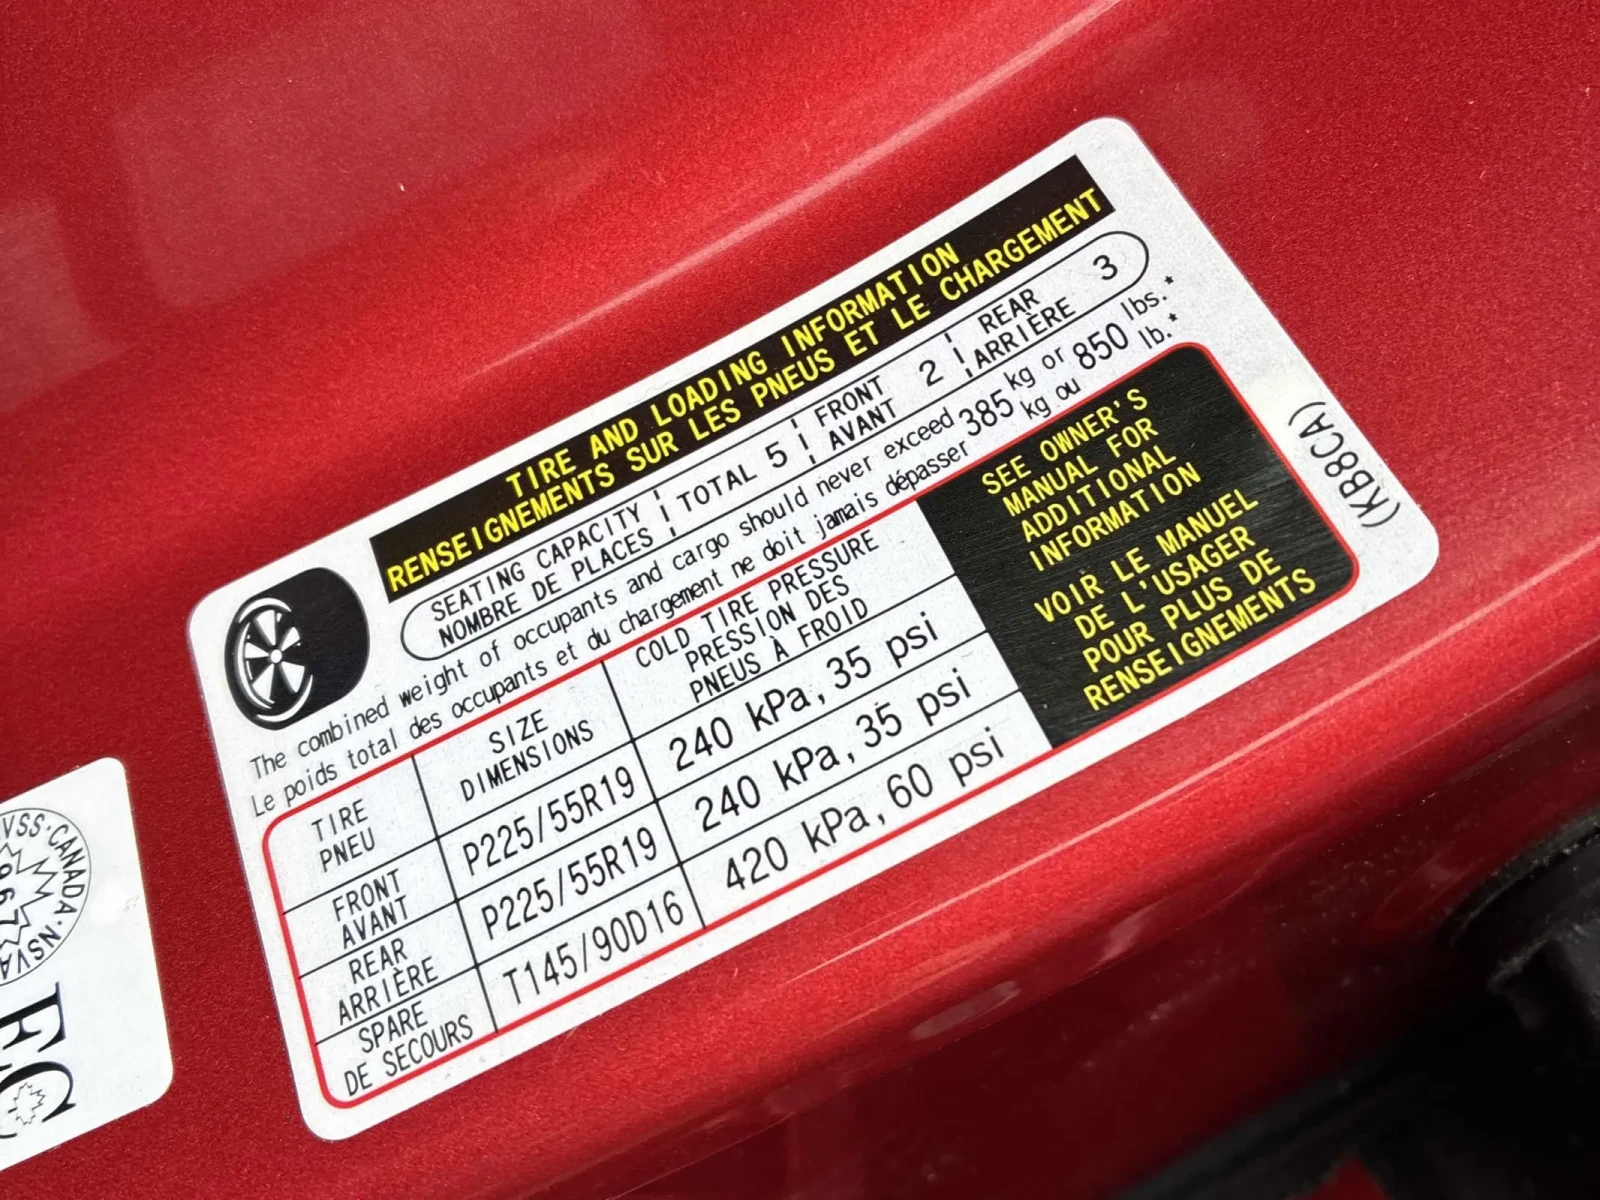 TIRE AND LOADING INFORMATION
RENSEIGNEMENTS SUR LES PNEUS ET LE CHARGEMENT
SEATING CAPACITY TOTAL 5 FRONT 2 REAR 3
NOMBRE DE PLACES AVANT ARRIÈRE
The combined weight of occupants and cargo should never exceed 385 kg or 850 lbs.*
Le poids total des occupants et du chargement ne doit jamais dépasser kg ou lb.*
TIRE
PNEU
SIZE
DIMENSIONS
COLD TIRE PRESSURE
PRESSION DES
PNEUS À FROID
FRONT
AVANT
P225/55R19
240 kPa, 35 psi
REAR
ARRIÈRE
P225/55R19
240 kPa, 35 psi
SPARE
DE SECOURS
T145/90D16
420 kPa, 60 psi
SEE OWNER'S
MANUAL FOR
ADDITIONAL
INFORMATION
VOIR LE MANUEL
DE L'USAGER
POUR PLUS DE
RENSEIGNEMENTS
(KB8CA)
VSS·CANADA·NSVA